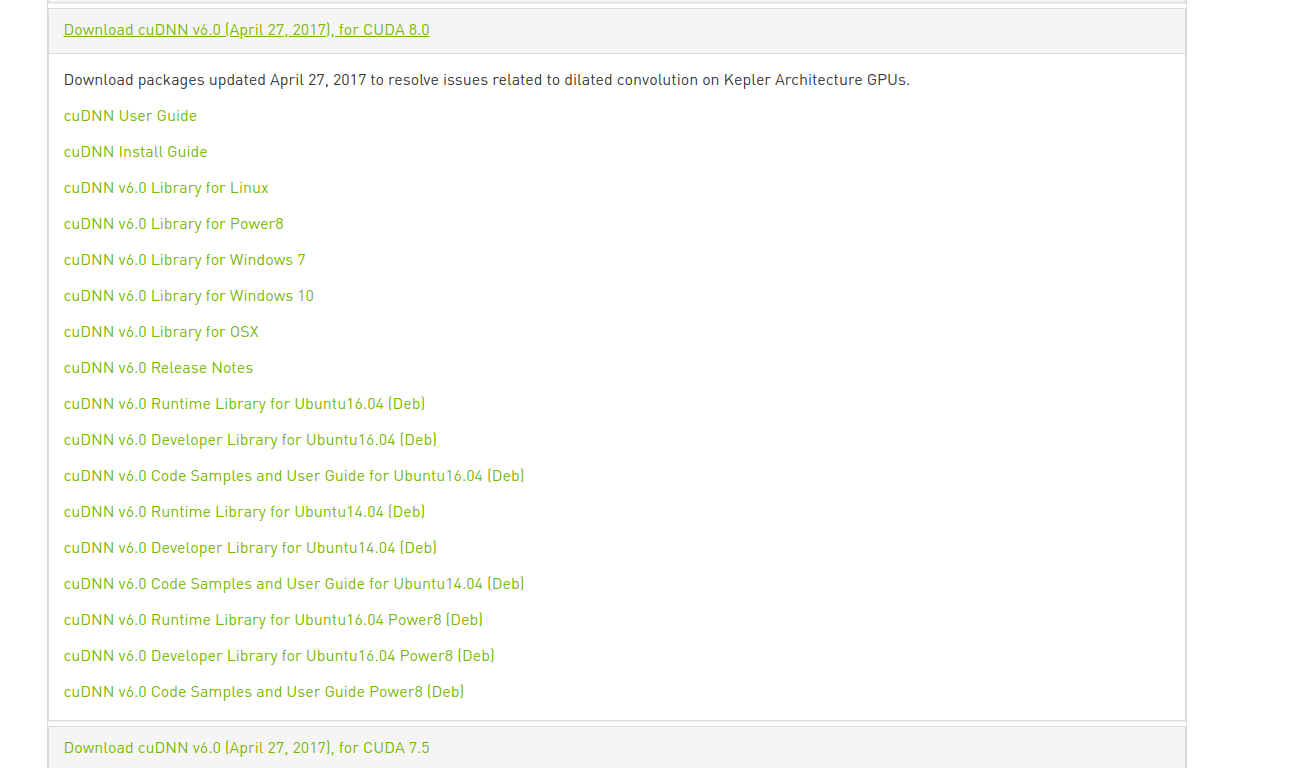 Download cuDNN v6.0 (April 27, 2017), for CUDA 8.0
Download packages updated April 27, 2017 to resolve issues related to dilated convolution on Kepler Architecture GPUs.
cuDNN User Guide
cuDNN Install Guide
cuDNN v6.0 Library for Linux
cuDNN v6.0 Library for Power8
cuDNN v6.0 Library for Windows 7
cuDNN v6.0 Library for Windows 10
cuDNN v6.0 Library for OSX
cuDNN v6.0 Release Notes
cuDNN v6.0 Runtime Library for Ubuntu16.04 (Deb)
cuDNN v6.0 Developer Library for Ubuntu16.04 (Deb)
cuDNN v6.0 Code Samples and User Guide for Ubuntu16.04 (Deb)
cuDNN v6.0 Runtime Library for Ubuntu14.04 (Deb)
cuDNN v6.0 Developer Library for Ubuntu14.04 (Deb)
cuDNN v6.0 Code Samples and User Guide for Ubuntu14.04 (Deb)
cuDNN v6.0 Runtime Library for Ubuntu16.04 Power8 (Deb)
cuDNN v6.0 Developer Library for Ubuntu16.04 Power8 (Deb)
cuDNN v6.0 Code Samples and User Guide Power8 (Deb)
Download cuDNN v6.0 (April 27, 2017), for CUDA 7.5